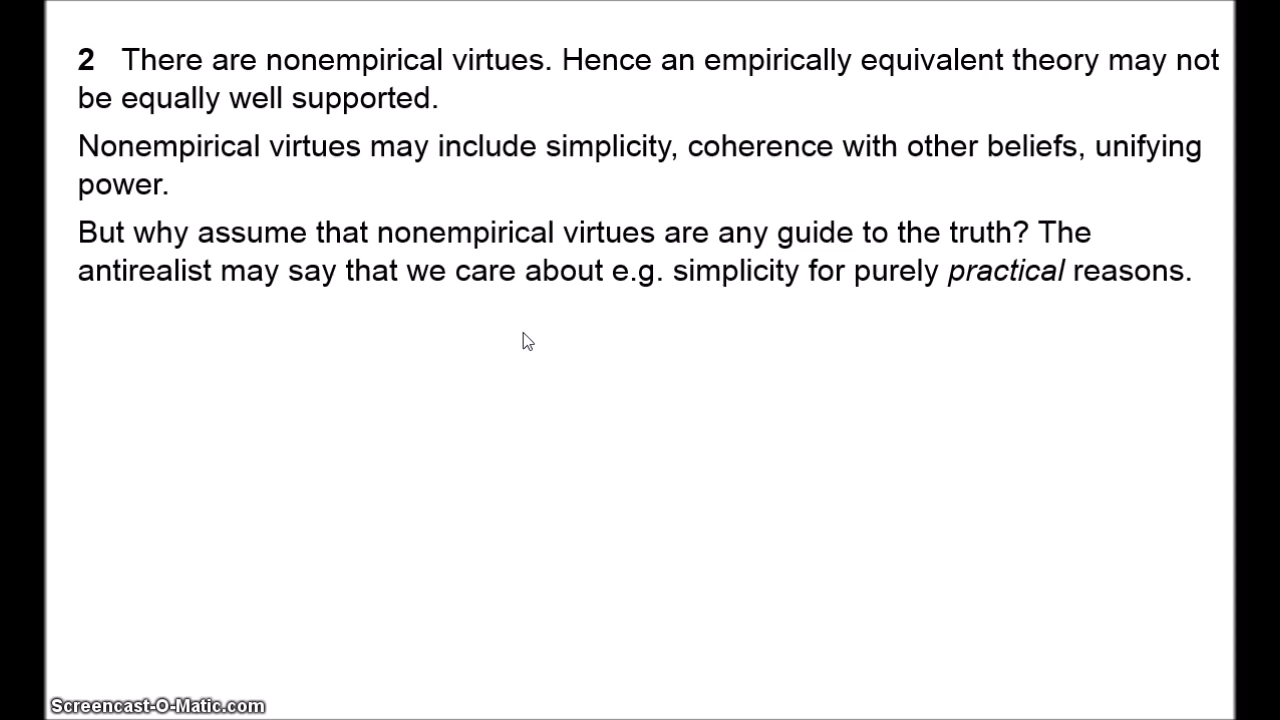 2 There are nonempirical virtues. Hence an empirically equivalent theory may not
be equally well supported.
Nonempirical virtues may include simplicity, coherence with other beliefs, unifying
power.
But why assume that nonempirical virtues are any guide to the truth? The
antirealist may say that we care about e.g. simplicity for purely practical reasons.
Screencast-O-Matic.com